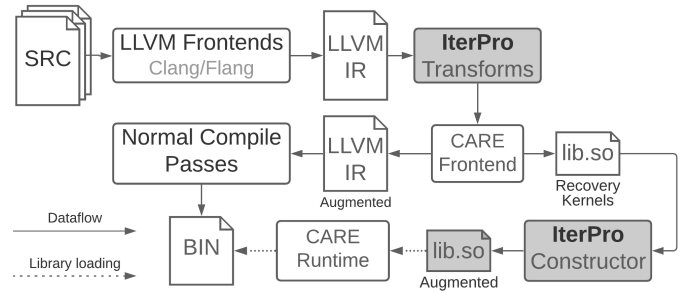 SRC
LLVM Frontends
Clang/Flang
LLVM
IR
IterPro
Transforms
Normal Compile
Passes
LLVM
IR
Augmented
CARE
Frontend
lib.so
Recovery
Kernels
Dataflow
Library loading
BIN
CARE
Runtime
lib.so
Augmented
IterPro
Constructor